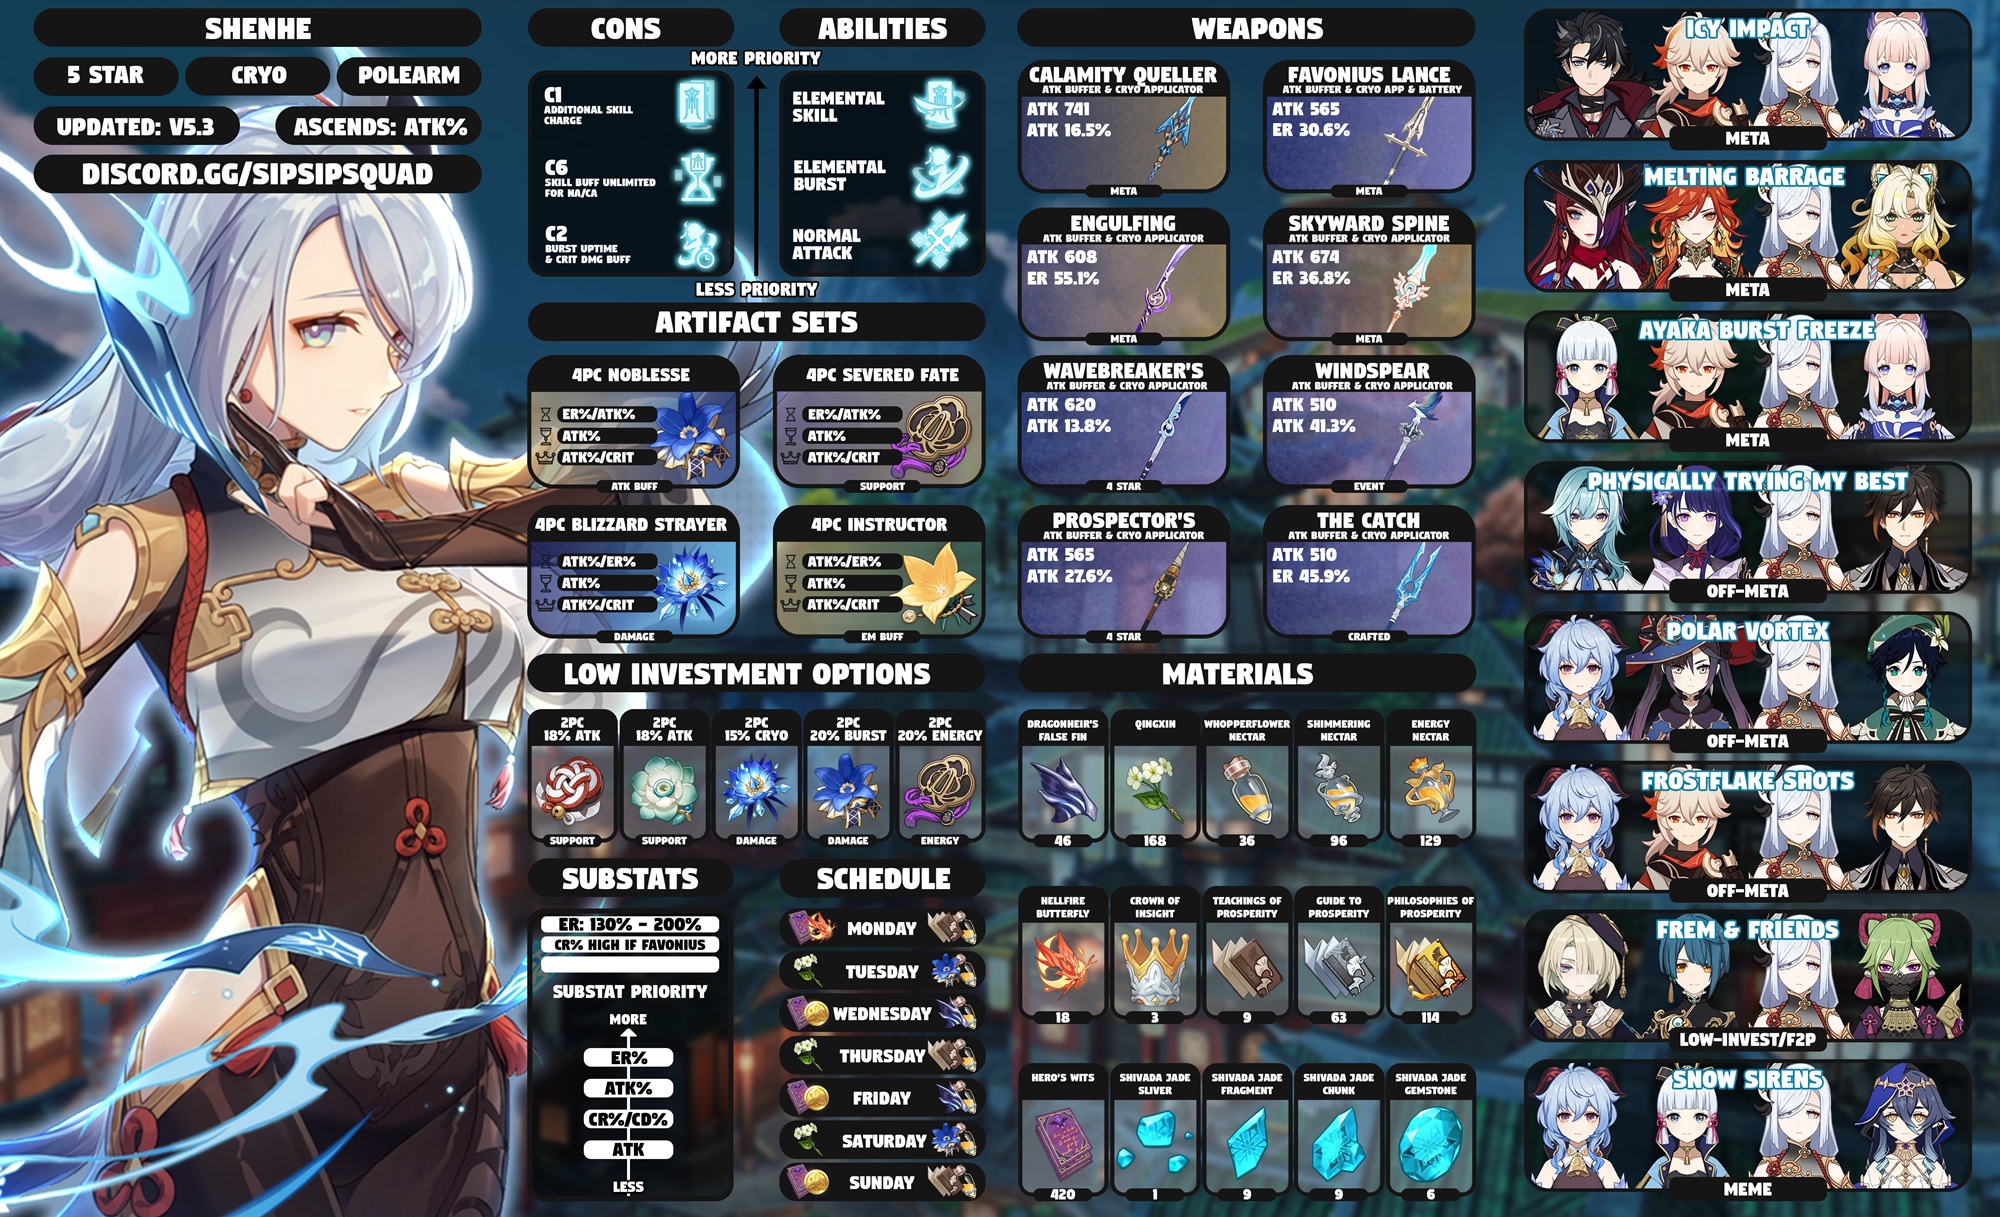 SHENHE
5 STAR
CRYO
POLEARM
UPDATED: V5.3
ASCENDS: ATK%
DISCORD.GG/SIPSIPSQUAD
CONS
ABILITIES
MORE PRIORITY
C1
ADDITIONAL SKILL
CHARGE
C6
SKILL BUFF UNLIMITED
FOR NA/CA
C2
BURST UPTIME
& CRIT DMG BUFF
ELEMENTAL
SKILL
ELEMENTAL
BURST
NORMAL
ATTACK
LESS PRIORITY
ARTIFACT SETS
4PC NOBLESSE
ER%/ATK%
ATK%
ATK%/CRIT
ATK BUFF
4PC SEVERED FATE
ER%/ATK%
ATK%
ATK%/CRIT
SUPPORT
4PC BLIZZARD STRAYER
ATK%/ER%
ATK%
ATK%/CRIT
DAMAGE
4PC INSTRUCTOR
ATK%/ER%
ATK%
ATK%/CRIT
EM BUFF
LOW INVESTMENT OPTIONS
2PC
18% ATK
SUPPORT
2PC
18% ATK
SUPPORT
2PC
15% CRYO
DAMAGE
2PC
20% BURST
DAMAGE
2PC
20% ENERGY
ENERGY
SUBSTATS
ER: 130% - 200%
CR% HIGH IF FAVONIUS
SUBSTAT PRIORITY
MORE
ER%
ATK%
CR%/CD%
ATK
LESS
SCHEDULE
MONDAY
TUESDAY
WEDNESDAY
THURSDAY
FRIDAY
SATURDAY
SUNDAY
WEAPONS
CALAMITY QUELLER
ATK BUFFER & CRYO APPLICATOR
ATK 741
ATK 16.5%
META
FAVONIUS LANCE
ATK BUFFER & CRYO APP & BATTERY
ATK 565
ER 30.6%
META
ENGULFING
ATK BUFFER & CRYO APPLICATOR
ATK 608
ER 55.1%
META
SKYWARD SPINE
ATK BUFFER & CRYO APPLICATOR
ATK 674
ER 36.8%
META
WAVEBREAKER'S
ATK BUFFER & CRYO APPLICATOR
ATK 620
ATK 13.8%
4 STAR
WINDSPEAR
ATK BUFFER & CRYO APPLICATOR
ATK 510
ATK 41.3%
EVENT
PROSPECTOR'S
ATK BUFFER & CRYO APPLICATOR
ATK 565
ATK 27.6%
4 STAR
THE CATCH
ATK BUFFER & CRYO APPLICATOR
ATK 510
ER 45.9%
CRAFTED
MATERIALS
DRAGONHEIR'S
FALSE FIN
46
QINGXIN
168
WHOPPERFLOWER
NECTAR
36
SHIMMERING
NECTAR
96
ENERGY
NECTAR
129
HELLFIRE
BUTTERFLY
18
CROWN OF
INSIGHT
3
TEACHINGS OF
PROSPERITY
9
GUIDE TO
PROSPERITY
63
PHILOSOPHIES OF
PROSPERITY
114
HERO'S WITS
420
SHIVADA JADE
SLIVER
1
SHIVADA JADE
FRAGMENT
9
SHIVADA JADE
CHUNK
9
SHIVADA JADE
GEMSTONE
6
ICY IMPACT
META
MELTING BARRAGE
META
AYAKA BURST FREEZE
META
PHYSICALLY TRYING MY BEST
OFF-META
POLAR VORTEX
OFF-META
FROSTFLAKE SHOTS
OFF-META
FREM & FRIENDS
LOW-INVEST/F2P
SNOW SIRENS
MEME